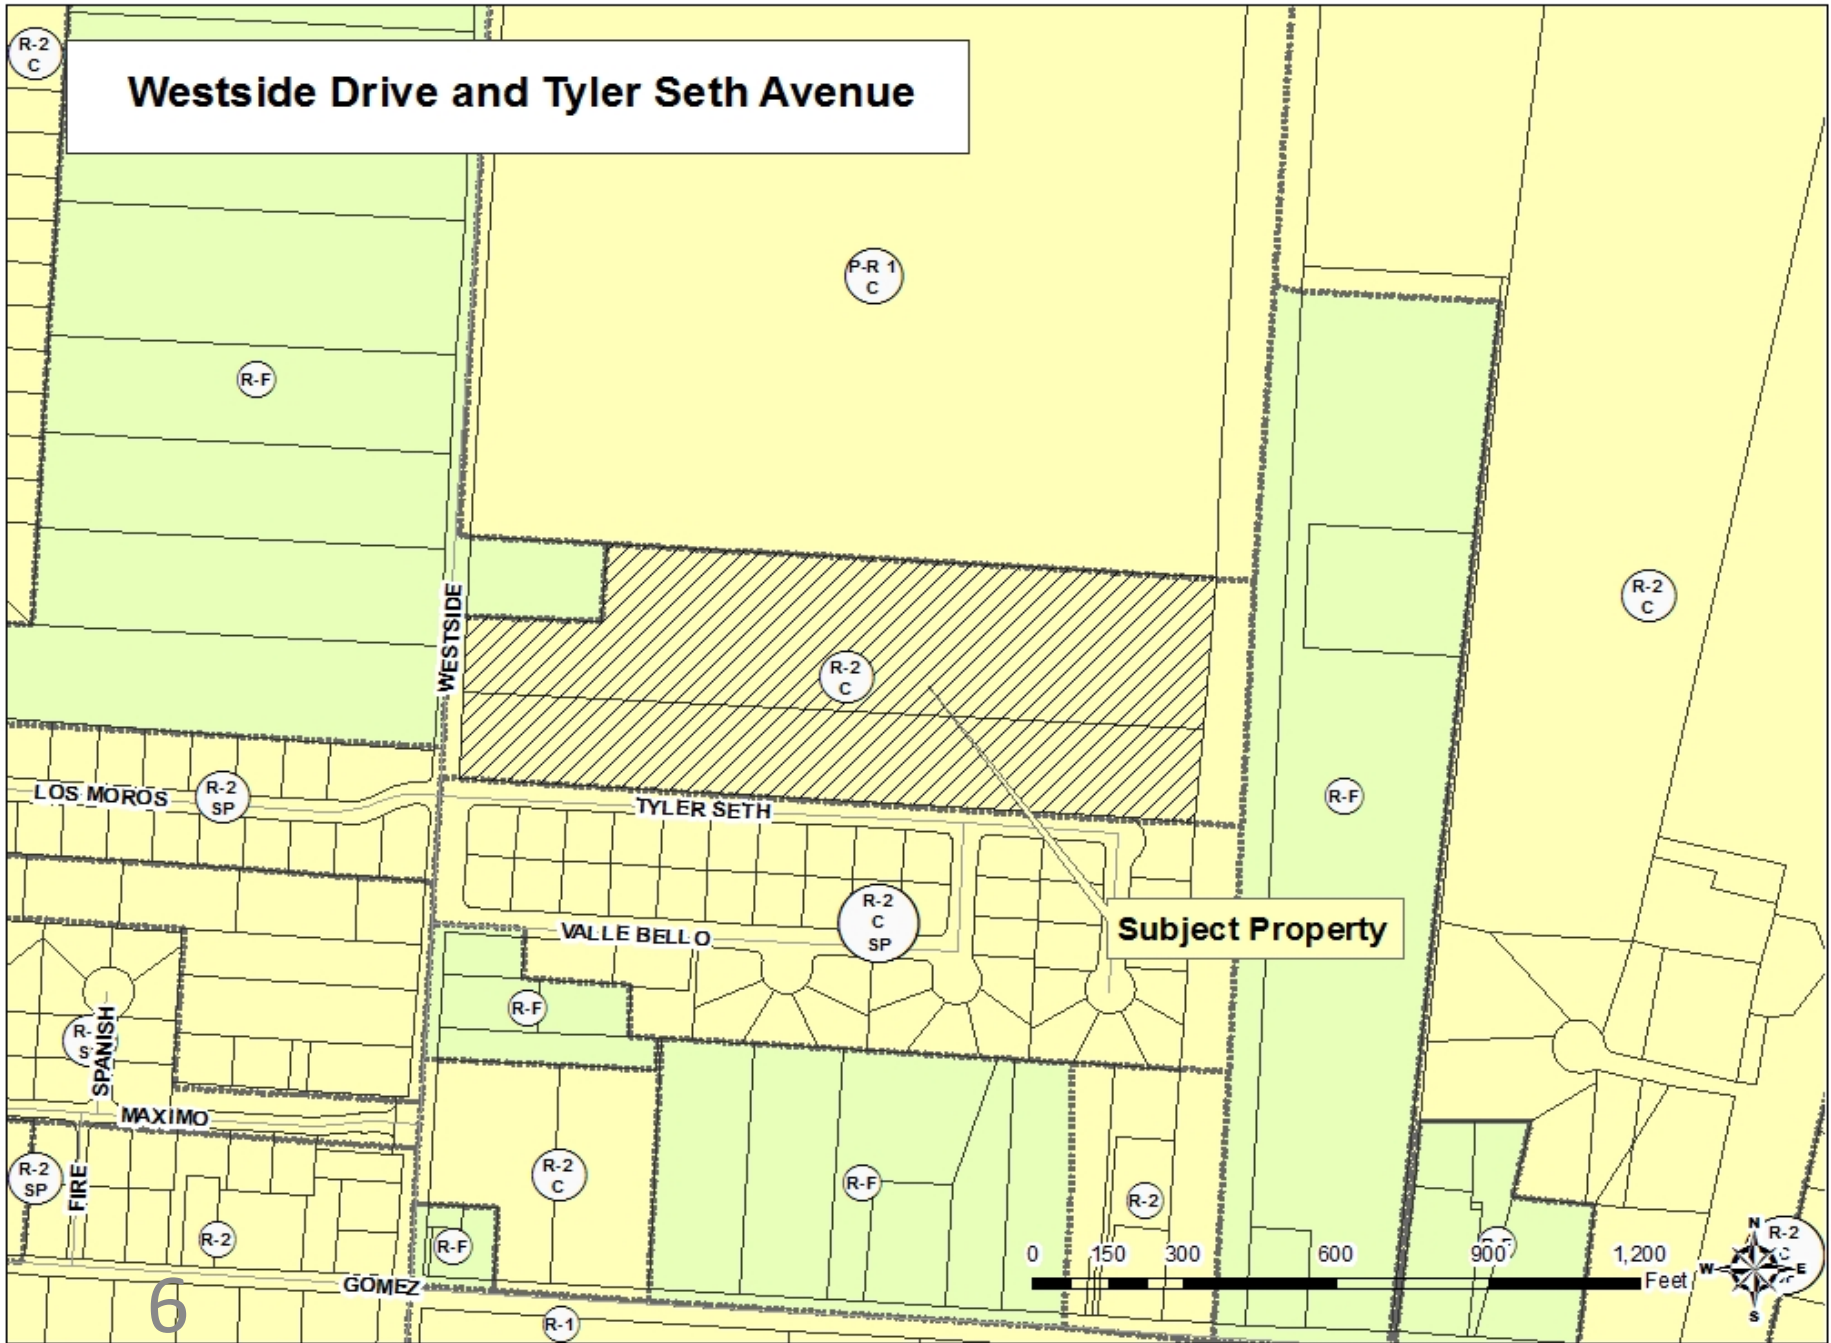 R-2
C
Westside Drive and Tyler Seth Avenue
P-R 1
C
R-F
R-2
C
WESTSIDE
R-2
C
LOS MOROS
R-2
SP
TYLER SETH
R-F
R-2
C
SP
VALLE BELLO
Subject Property
R-F
SPANISH
MAXIMO
R-2
SP
FIRE
R-2
C
R-F
R-2
R-2
R-F
0 150 300 600 900 1,200
Feet
N
W E
S
R-2
C
GOMEZ
6
R-1